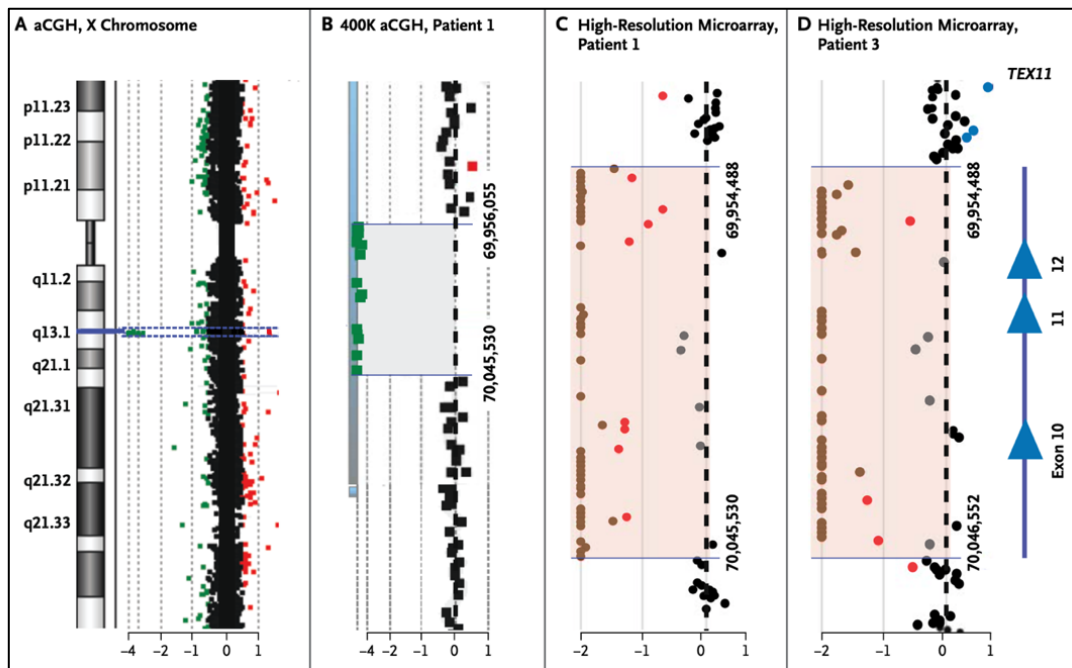 A aCGH, X Chromosome
p11.23
p11.22
p11.21
q11.2
q13.1
q21.1
q21.31
q21.32
q21.33
-4 -3 -2 -1 0 1
B 400K aCGH, Patient 1
69,956,055
70,045,530
-4 -3 -2 -1 0 1
C High-Resolution Microarray,
Patient 1
69,954,488
70,045,530
-2 -1 0 1
D High-Resolution Microarray,
Patient 3
TEX11
69,954,488
70,046,552
12
11
Exon 10
-2 -1 0 1